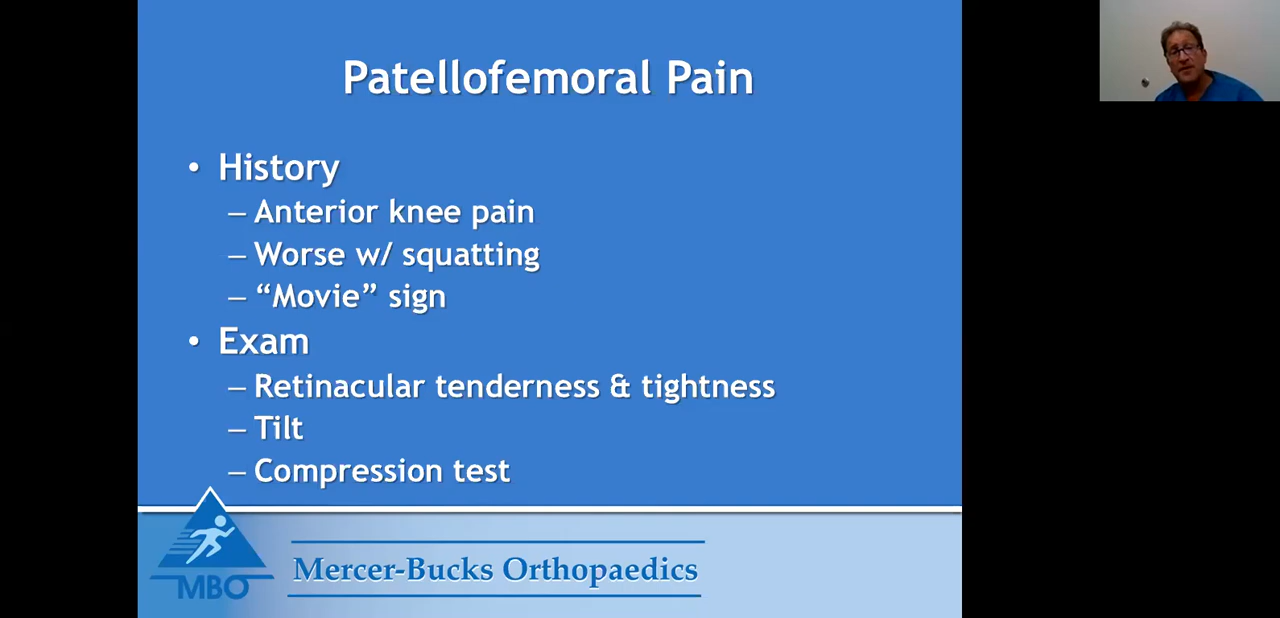 Patellofemoral Pain
• History
– Anterior knee pain
– Worse w/ squatting
– “Movie” sign
• Exam
– Retinacular tenderness & tightness
– Tilt
– Compression test
MBO
Mercer-Bucks Orthopaedics